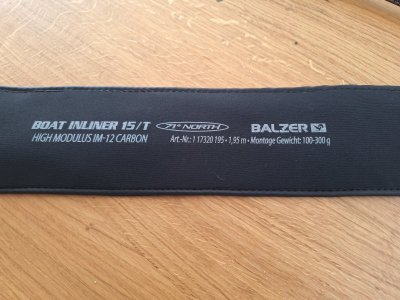 BOAT INLINER 15/T 71° NORTH BALZER
HIGH MODULUS IM-12 CARBON Art.-Nr.: 1 17320 195 • 1,95 m • Montage Gewicht: 100-300 g